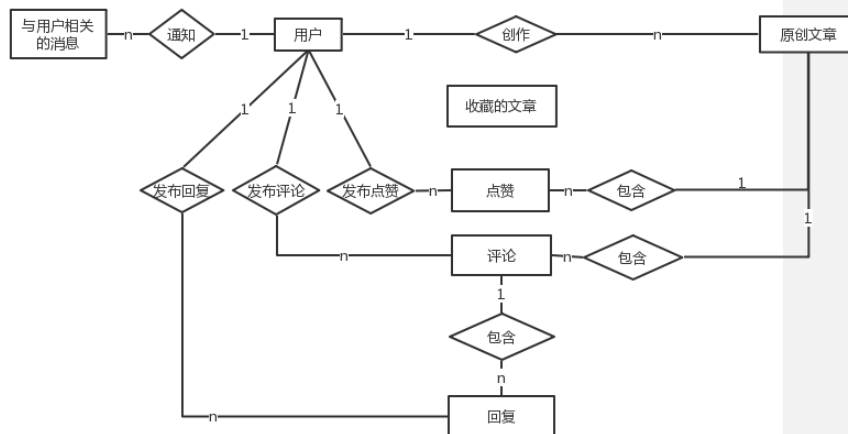 与用户相关
的消息
n
通知
1
用户
1
创作
n
原创文章
收藏的文章
1
1
1
发布回复
发布评论
发布点赞
n
点赞
n
包含
1
1
n
评论
n
包含
1
包含
n
n
回复